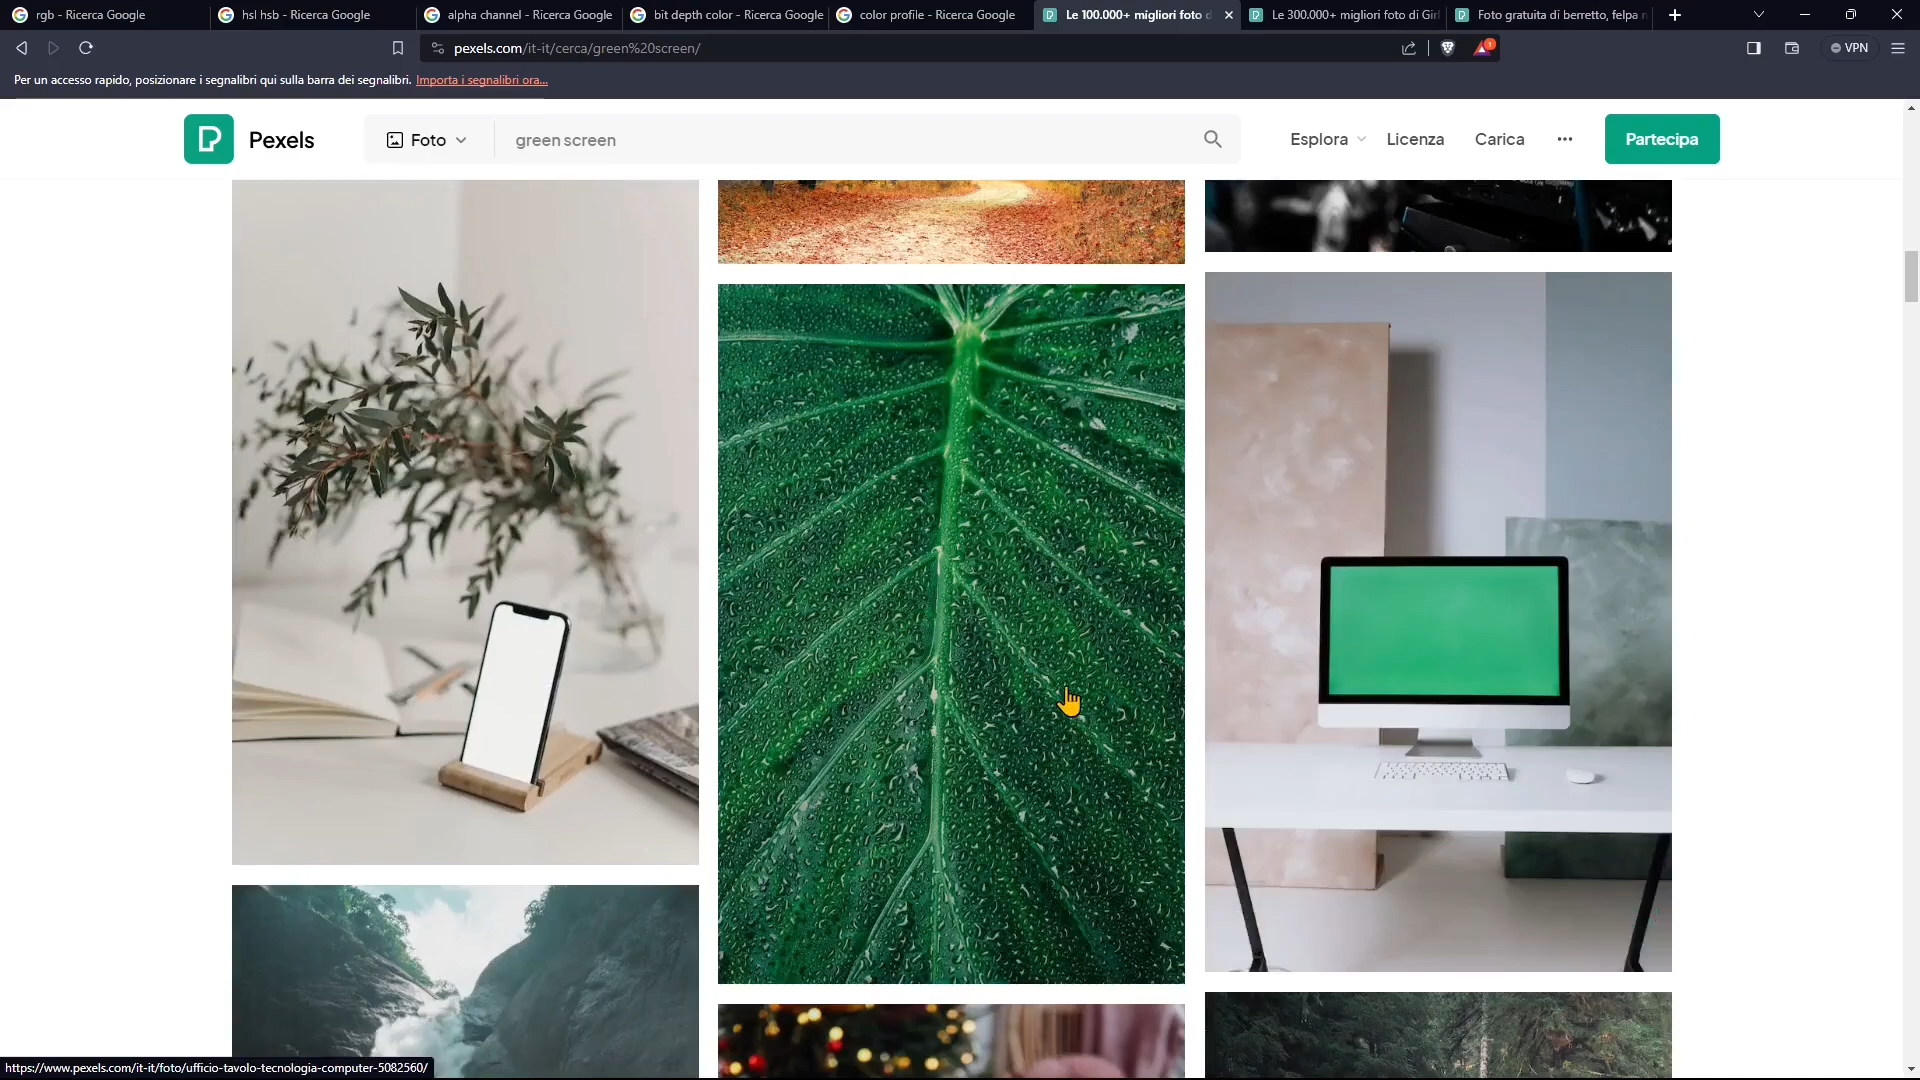 rgb - Ricerca Google
hsl hsb - Ricerca Google
alpha channel - Ricerca Google
bit depth color - Ricerca Google
color profile - Ricerca Google
Le 100.000+ migliori foto d
Le 300.000+ migliori foto di Girl
Foto gratuita di berretto, felpa
pexels.com/it-it/cerca/green%20screen/
1
VPN
Per un accesso rapido, posizionare i segnalibri qui sulla barra dei segnalibri. Importa i segnalibri ora...
Pexels
Foto
green screen
Esplora
Licenza
Carica
Partecipa
https://www.pexels.com/it-it/foto/ufficio-tavolo-tecnologia-computer-5082560/